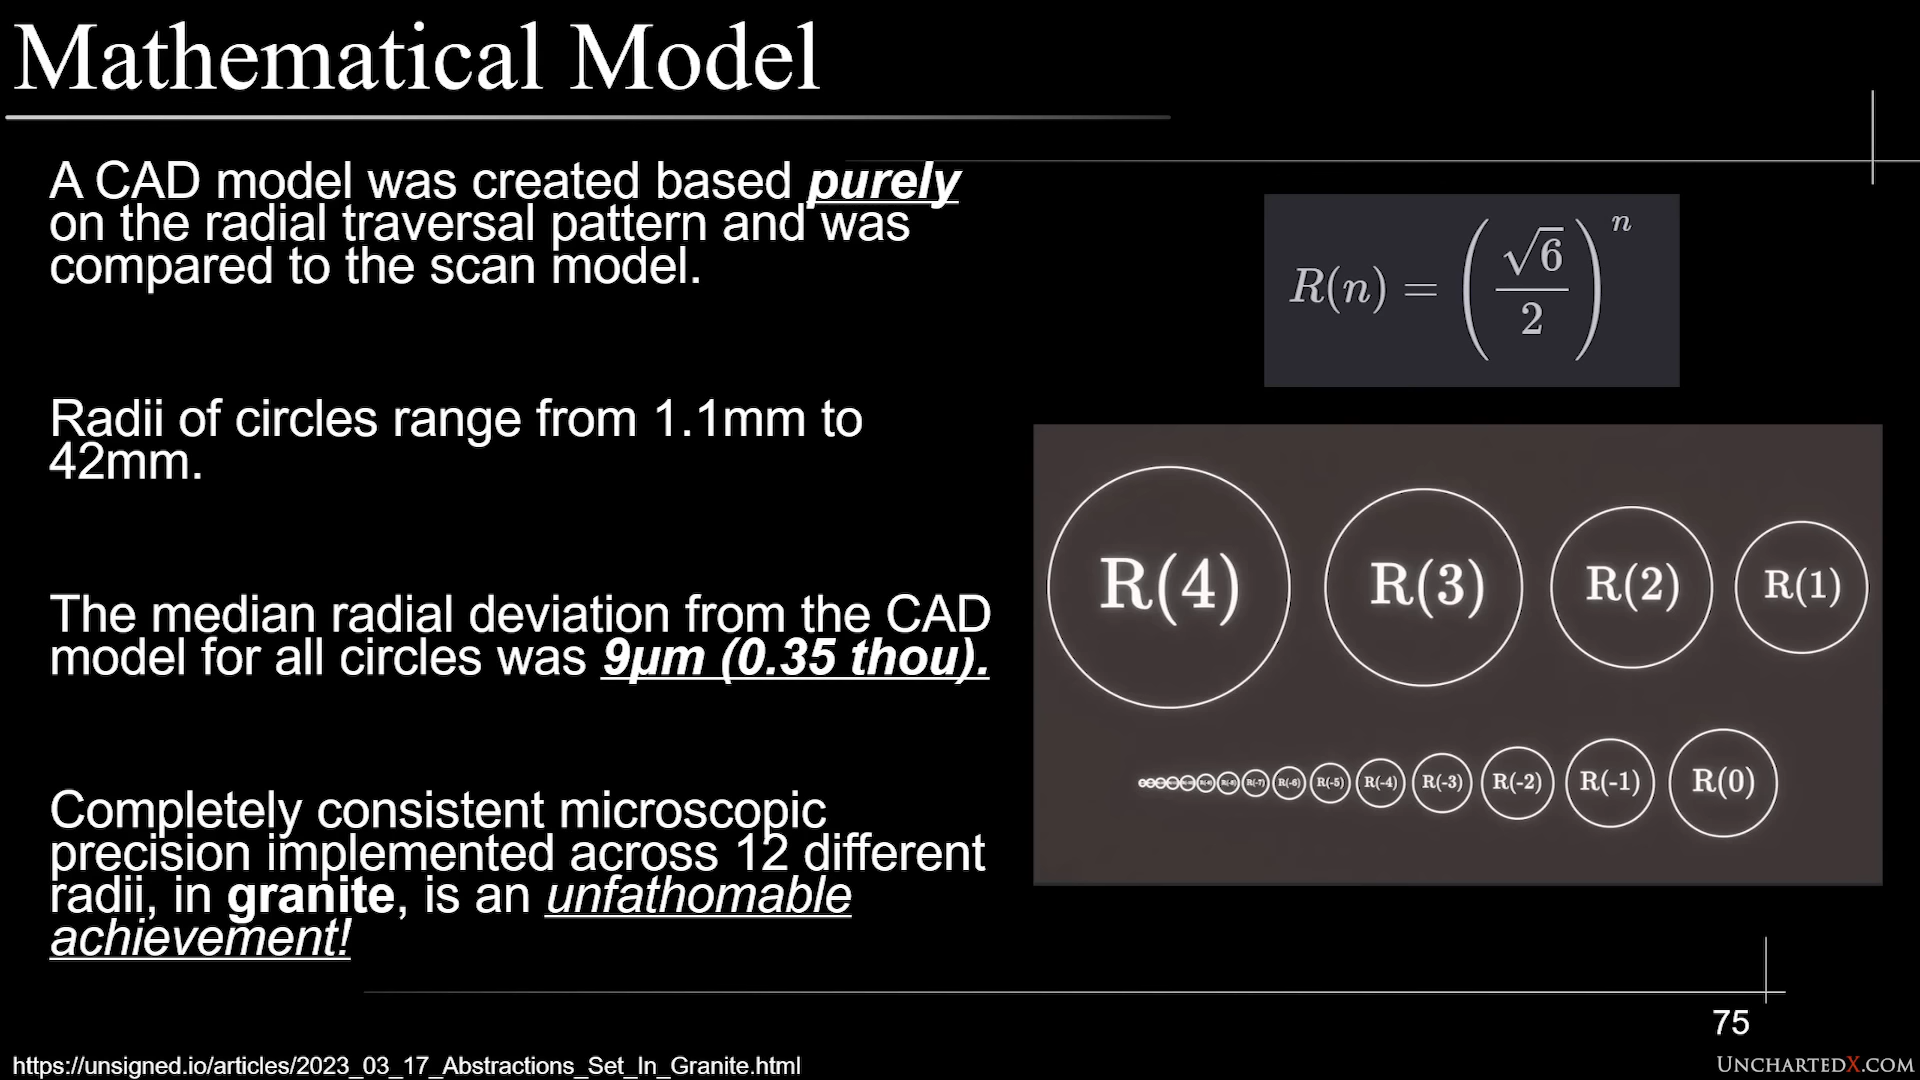 Mathematical Model
A CAD model was created based purely
on the radial traversal pattern and was
compared to the scan model.
R(n) = (√6/2)^n
Radii of circles range from 1.1mm to
42mm.
The median radial deviation from the CAD
model for all circles was 9μm (0.35 thou).
Completely consistent microscopic
precision implemented across 12 different
radii, in granite, is an unfathomable
achievement!
R(4) R(3) R(2) R(1)
R(-7) R(-6) R(-5) R(-4) R(-3) R(-2) R(-1) R(0)
75
https://unsigned.io/articles/2023_03_17_Abstractions_Set_In_Granite.html
UNCHARTEDX.COM